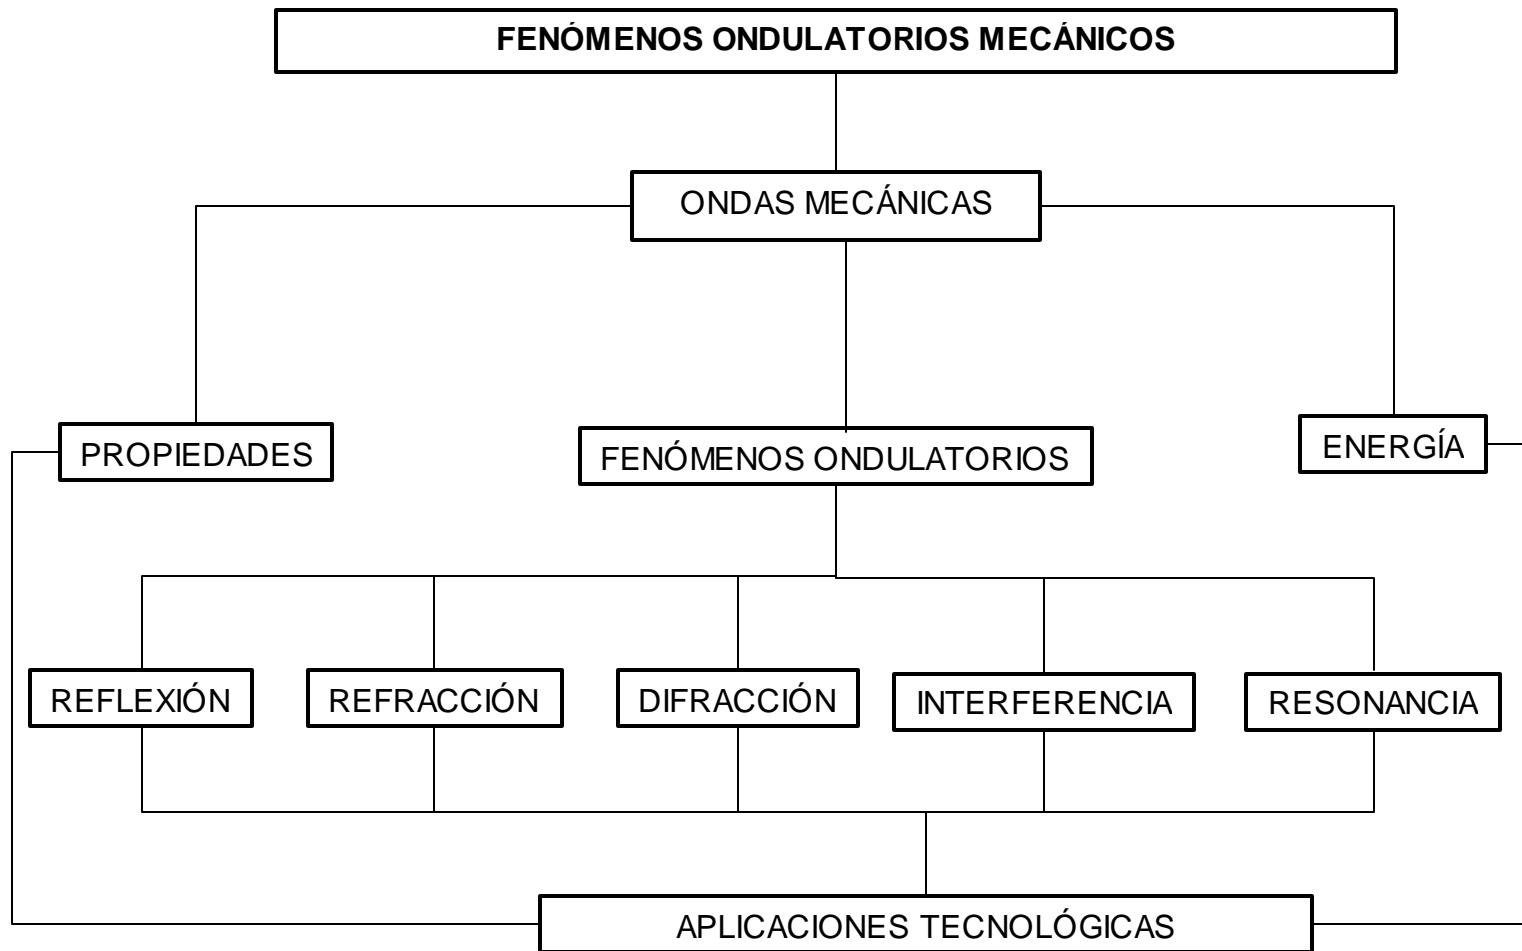 FENÓMENOS ONDULATORIOS MECÁNICOS
ONDAS MECÁNICAS
PROPIEDADES
FENÓMENOS ONDULATORIOS
ENERGÍA
REFLEXIÓN
REFRACCIÓN
DIFRACCIÓN
INTERFERENCIA
RESONANCIA
APLICACIONES TECNOLÓGICAS